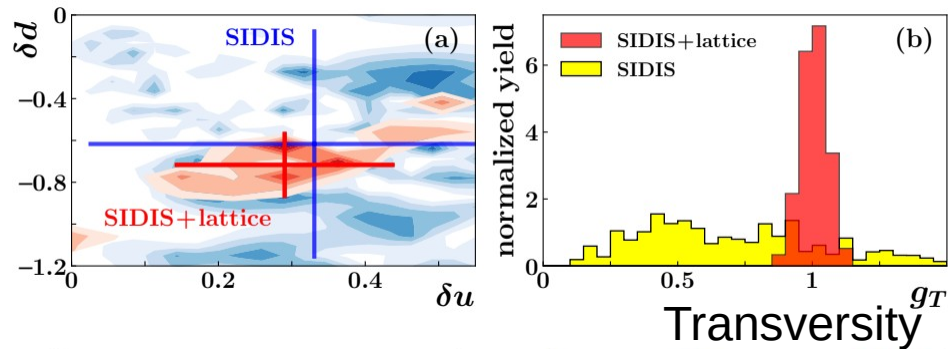 δd
0
−0.4
−0.8
−1.2
SIDIS
(a)
SIDIS+lattice
0
0.2
0.4
δu
normalized yield
6
4
2
0
SIDIS+lattice
SIDIS
(b)
0
0.5
1
g_T
Transversity